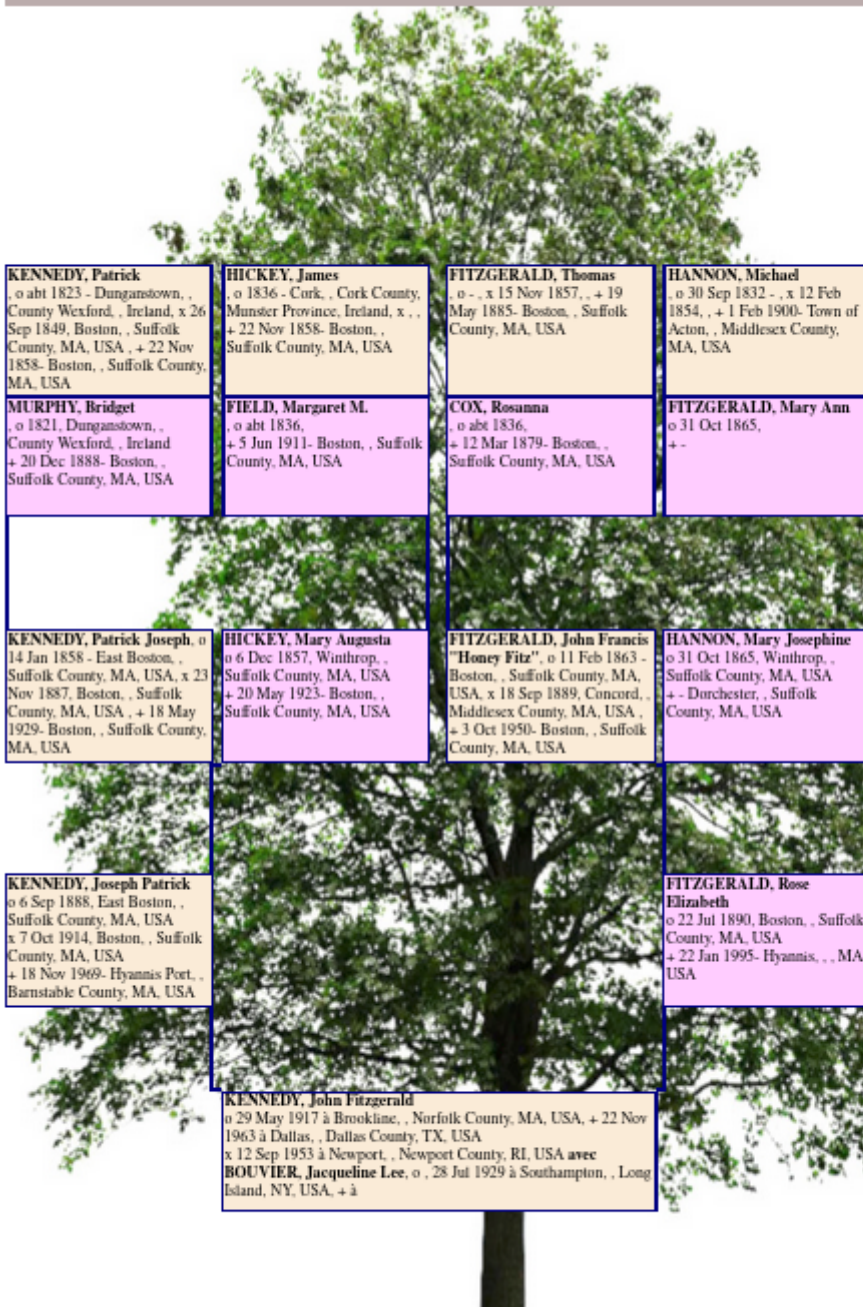 KENNEDY, Patrick
, o abt 1823 - Dunganstown, ,
County Wexford, , Ireland, x 26
Sep 1849, Boston, , Suffolk
County, MA, USA , + 22 Nov
1858- Boston, , Suffolk County,
MA, USA
HICKEY, James
, o 1836 - Cork, , Cork County,
Munster Province, Ireland, x , ,
+ 22 Nov 1858- Boston, ,
Suffolk County, MA, USA
FITZGERALD, Thomas
, o - , x 15 Nov 1857, , + 19
May 1885- Boston, , Suffolk
County, MA, USA
HANNON, Michael
, o 30 Sep 1832 - , x 12 Feb
1854, , + 1 Feb 1900- Town of
Acton, , Middlesex County,
MA, USA
MURPHY, Bridget
, o 1821, Dunganstown, ,
County Wexford, , Ireland
+ 20 Dec 1888- Boston, ,
Suffolk County, MA, USA
FIELD, Margaret M.
, o abt 1836,
+ 5 Jun 1911- Boston, , Suffolk
County, MA, USA
COX, Rosanna
, o abt 1836,
+ 12 Mar 1879- Boston, ,
Suffolk County, MA, USA
FITZGERALD, Mary Ann
o 31 Oct 1865,
+ -
KENNEDY, Patrick Joseph, o
14 Jan 1858 - East Boston, ,
Suffolk County, MA, USA, x 23
Nov 1887, Boston, , Suffolk
County, MA, USA , + 18 May
1929- Boston, , Suffolk County,
MA, USA
HICKEY, Mary Augusta
o 6 Dec 1857, Winthrop, ,
Suffolk County, MA, USA
+ 20 May 1923- Boston, ,
Suffolk County, MA, USA
FITZGERALD, John Francis
"Honey Fitz", o 11 Feb 1863 -
Boston, , Suffolk County, MA,
USA, x 18 Sep 1889, Concord, ,
Middlesex County, MA, USA ,
+ 3 Oct 1950- Boston, , Suffolk
County, MA, USA
HANNON, Mary Josephine
o 31 Oct 1865, Winthrop, ,
Suffolk County, MA, USA
+ - Dorchester, , Suffolk
County, MA, USA
KENNEDY, Joseph Patrick
o 6 Sep 1888, East Boston, ,
Suffolk County, MA, USA
x 7 Oct 1914, Boston, , Suffolk
County, MA, USA
+ 18 Nov 1969- Hyannis Port, ,
Barnstable County, MA, USA
FITZGERALD, Rose
Elizabeth
o 22 Jul 1890, Boston, , Suffolk
County, MA, USA
+ 22 Jan 1995- Hyannis, , , MA
USA
KENNEDY, John Fitzgerald
o 29 May 1917 à Brookline, , Norfolk County, MA, USA, + 22 Nov
1963 à Dallas, , Dallas County, TX, USA
x 12 Sep 1953 à Newport, , Newport County, RI, USA avec
BOUVIER, Jacqueline Lee, o , 28 Jul 1929 à Southampton, , Long
Island, NY, USA, + à